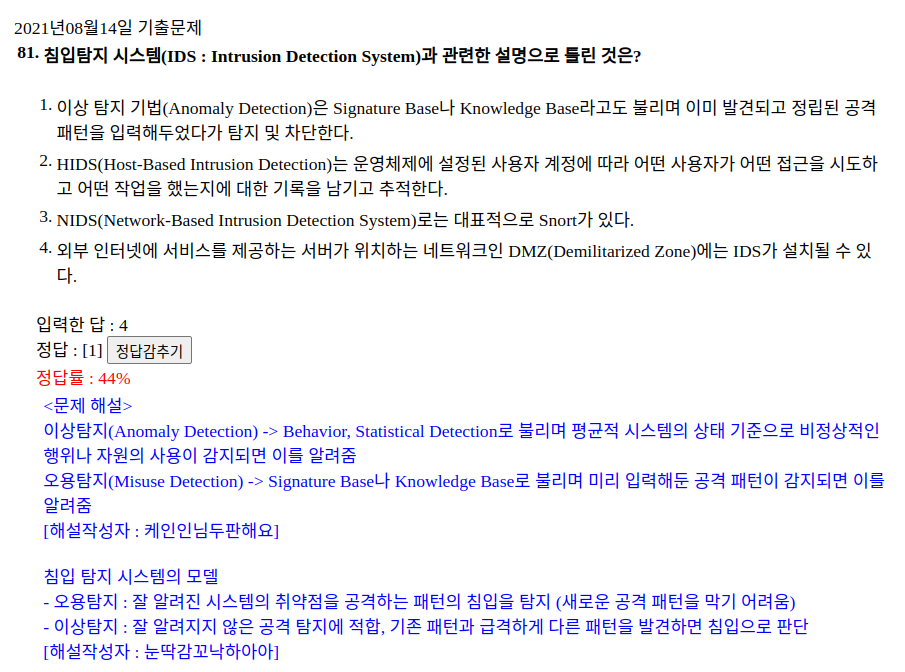 2021년08월14일 기출문제
81. 침입탐지 시스템(IDS : Intrusion Detection System)과 관련한 설명으로 틀린 것은?
1. 이상 탐지 기법(Anomaly Detection)은 Signature Base나 Knowledge Base라고도 불리며 이미 발견되고 정립된 공격
패턴을 입력해두었다가 탐지 및 차단한다.
2. HIDS(Host-Based Intrusion Detection)는 운영체제에 설정된 사용자 계정에 따라 어떤 사용자가 어떤 접근을 시도하
고 어떤 작업을 했는지에 대한 기록을 남기고 추적한다.
3. NIDS(Network-Based Intrusion Detection System)로는 대표적으로 Snort가 있다.
4. 외부 인터넷에 서비스를 제공하는 서버가 위치하는 네트워크인 DMZ(Demilitarized Zone)에는 IDS가 설치될 수 있
다.
입력한 답 : 4
정답 : [1] 정답감추기
정답률 : 44%
<문제 해설>
이상탐지(Anomaly Detection) -> Behavior, Statistical Detection로 불리며 평균적 시스템의 상태 기준으로 비정상적인
행위나 자원의 사용이 감지되면 이를 알려줌
오용탐지(Misuse Detection) -> Signature Base나 Knowledge Base로 불리며 미리 입력해둔 공격 패턴이 감지되면 이를
알려줌
[해설작성자 : 케인인님두판해요]
침입 탐지 시스템의 모델
- 오용탐지 : 잘 알려진 시스템의 취약점을 공격하는 패턴의 침입을 탐지 (새로운 공격 패턴을 막기 어려움)
- 이상탐지 : 잘 알려지지 않은 공격 탐지에 적합, 기존 패턴과 급격하게 다른 패턴을 발견하면 침입으로 판단
[해설작성자 : 눈딱감꼬낙하아아]